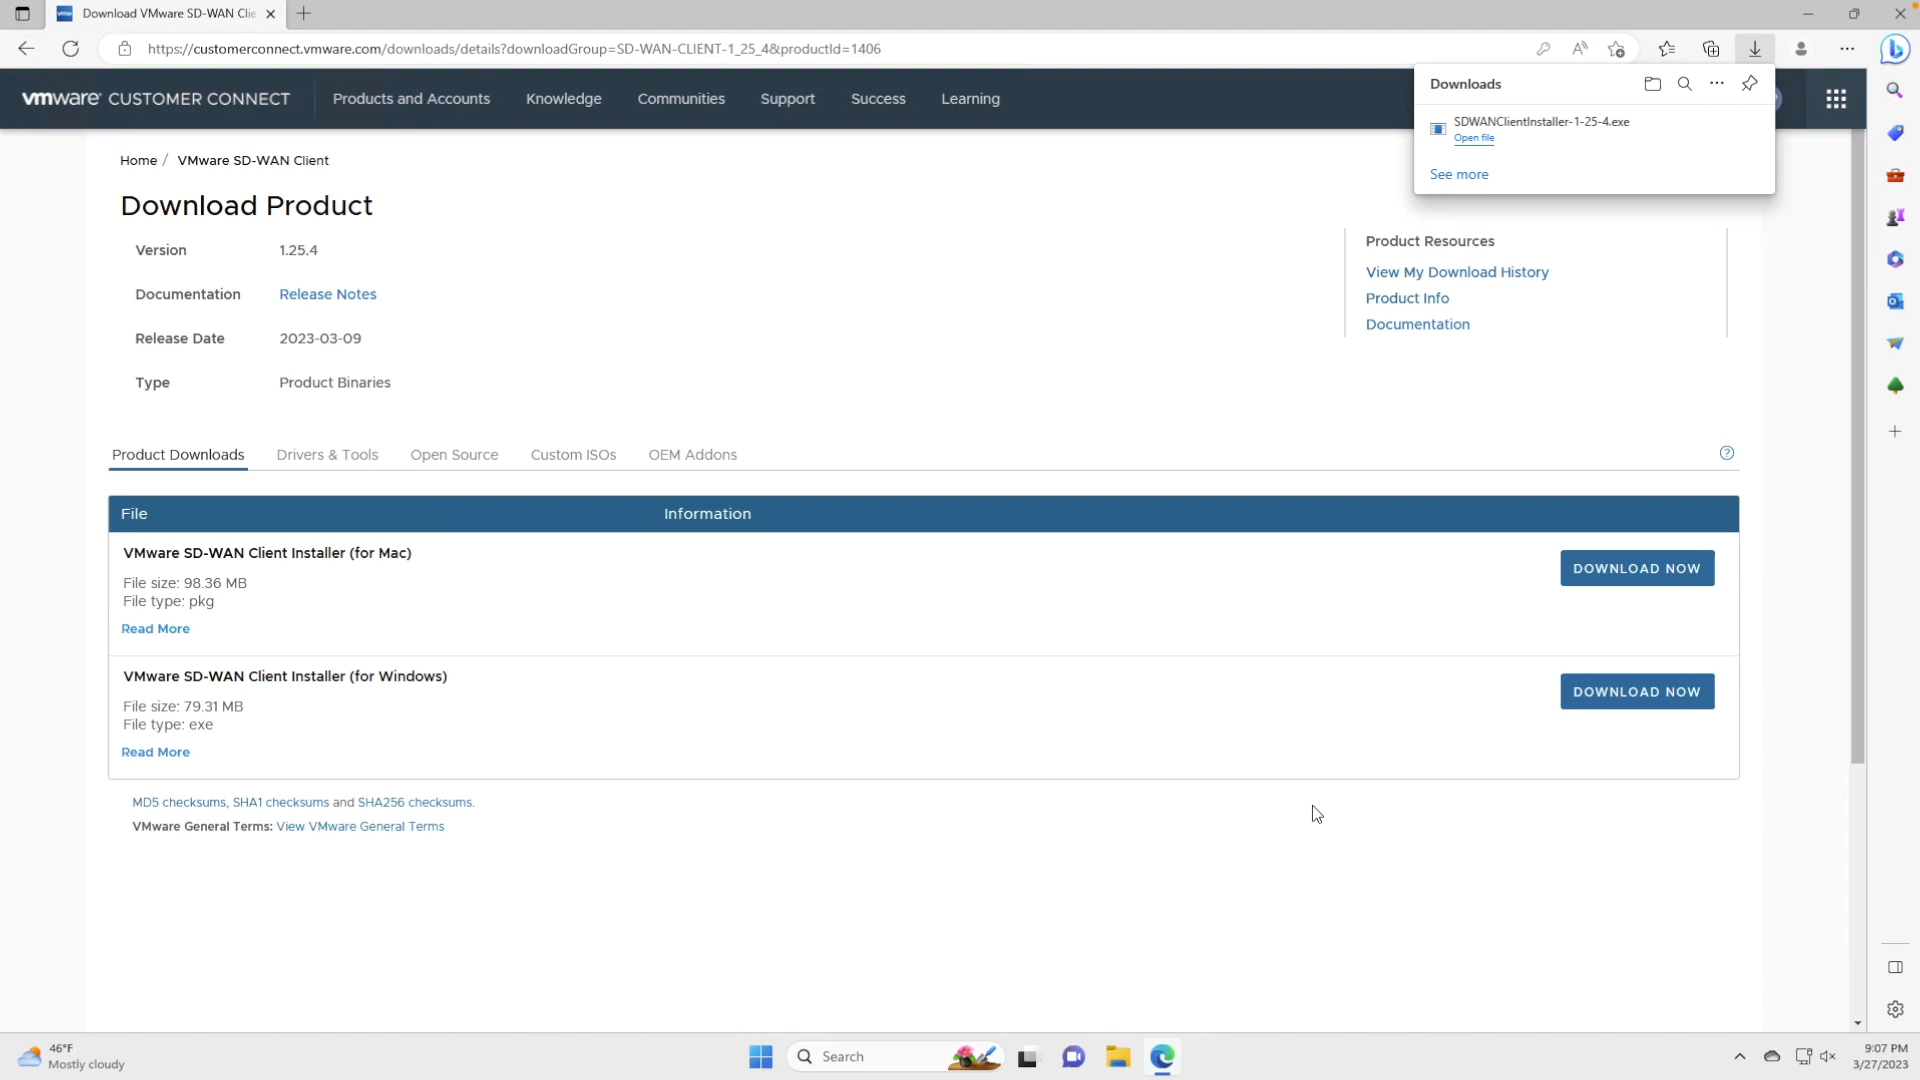 Download VMware SD-WAN Clie
https://customerconnect.vmware.com/downloads/details?downloadGroup=SD-WAN-CLIENT-1_25_4&productId=1406
vmware® CUSTOMER CONNECT
Products and Accounts
Knowledge
Communities
Support
Success
Learning
Downloads
SDWANClientInstaller-1-25-4.exe
Open file
See more
Home / VMware SD-WAN Client
Download Product
Version 1.25.4
Documentation Release Notes
Release Date 2023-03-09
Type Product Binaries
Product Resources
View My Download History
Product Info
Documentation
Product Downloads
Drivers & Tools
Open Source
Custom ISOs
OEM Addons
File Information
VMware SD-WAN Client Installer (for Mac)
File size: 98.36 MB
File type: pkg
Read More
DOWNLOAD NOW
VMware SD-WAN Client Installer (for Windows)
File size: 79.31 MB
File type: exe
Read More
DOWNLOAD NOW
MD5 checksums, SHA1 checksums and SHA256 checksums.
VMware General Terms: View VMware General Terms
46°F
Mostly cloudy
Search
9:07 PM
3/27/2023